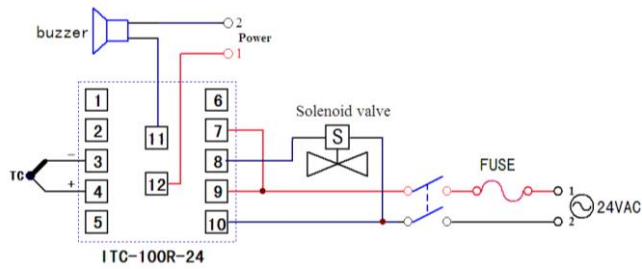 2
buzzer
Power
1
1
6
Solenoid valve
2
11
7
S
3
8
FUSE
TC
−
+
4
12
9
1
24VAC
2
5
10
ITC-100R-24